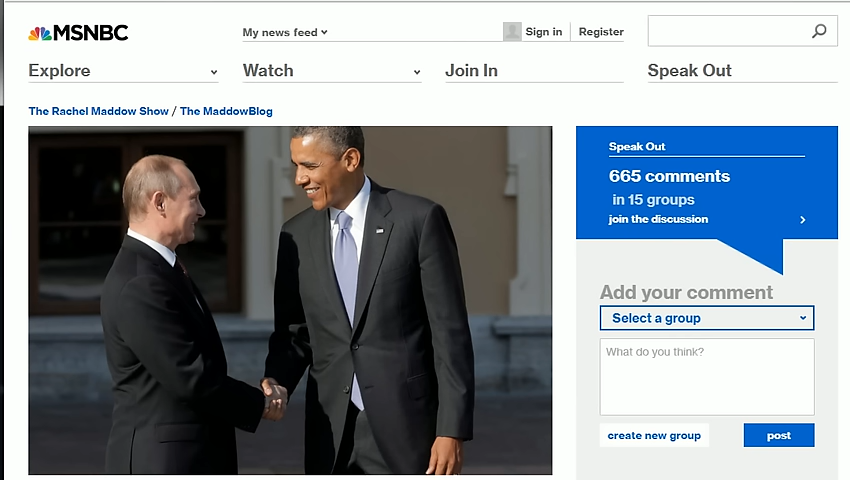 MSNBC
My news feed
Sign in
Register
Explore
Watch
Join In
Speak Out
The Rachel Maddow Show / The MaddowBlog
Speak Out
665 comments
in 15 groups
join the discussion
Add your comment
Select a group
What do you think?
create new group
post